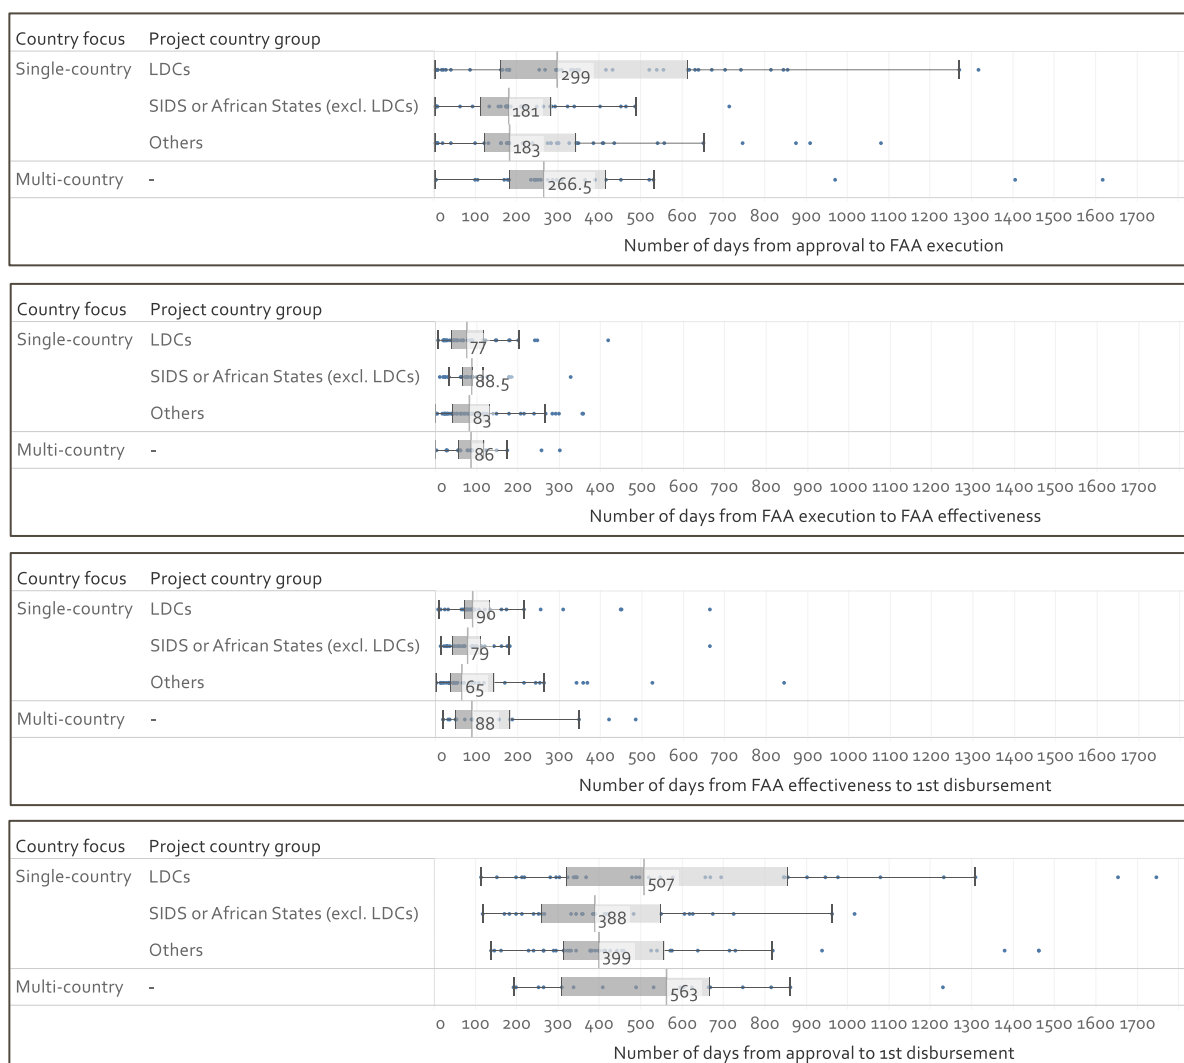 Country focus Project country group
Single-country LDCs
299
SIDS or African States (excl. LDCs)
181
Others
183
Multi-country -
266.5
0 100 200 300 400 500 600 700 800 900 1000 1100 1200 1300 1400 1500 1600 1700
Number of days from approval to FAA execution
Country focus Project country group
Single-country LDCs
77
SIDS or African States (excl. LDCs)
88.5
Others
83
Multi-country -
86
0 100 200 300 400 500 600 700 800 900 1000 1100 1200 1300 1400 1500 1600 1700
Number of days from FAA execution to FAA effectiveness
Country focus Project country group
Single-country LDCs
90
SIDS or African States (excl. LDCs)
79
Others
65
Multi-country -
88
0 100 200 300 400 500 600 700 800 900 1000 1100 1200 1300 1400 1500 1600 1700
Number of days from FAA effectiveness to 1st disbursement
Country focus Project country group
Single-country LDCs
507
SIDS or African States (excl. LDCs)
388
Others
399
Multi-country -
563
0 100 200 300 400 500 600 700 800 900 1000 1100 1200 1300 1400 1500 1600 1700
Number of days from approval to 1st disbursement